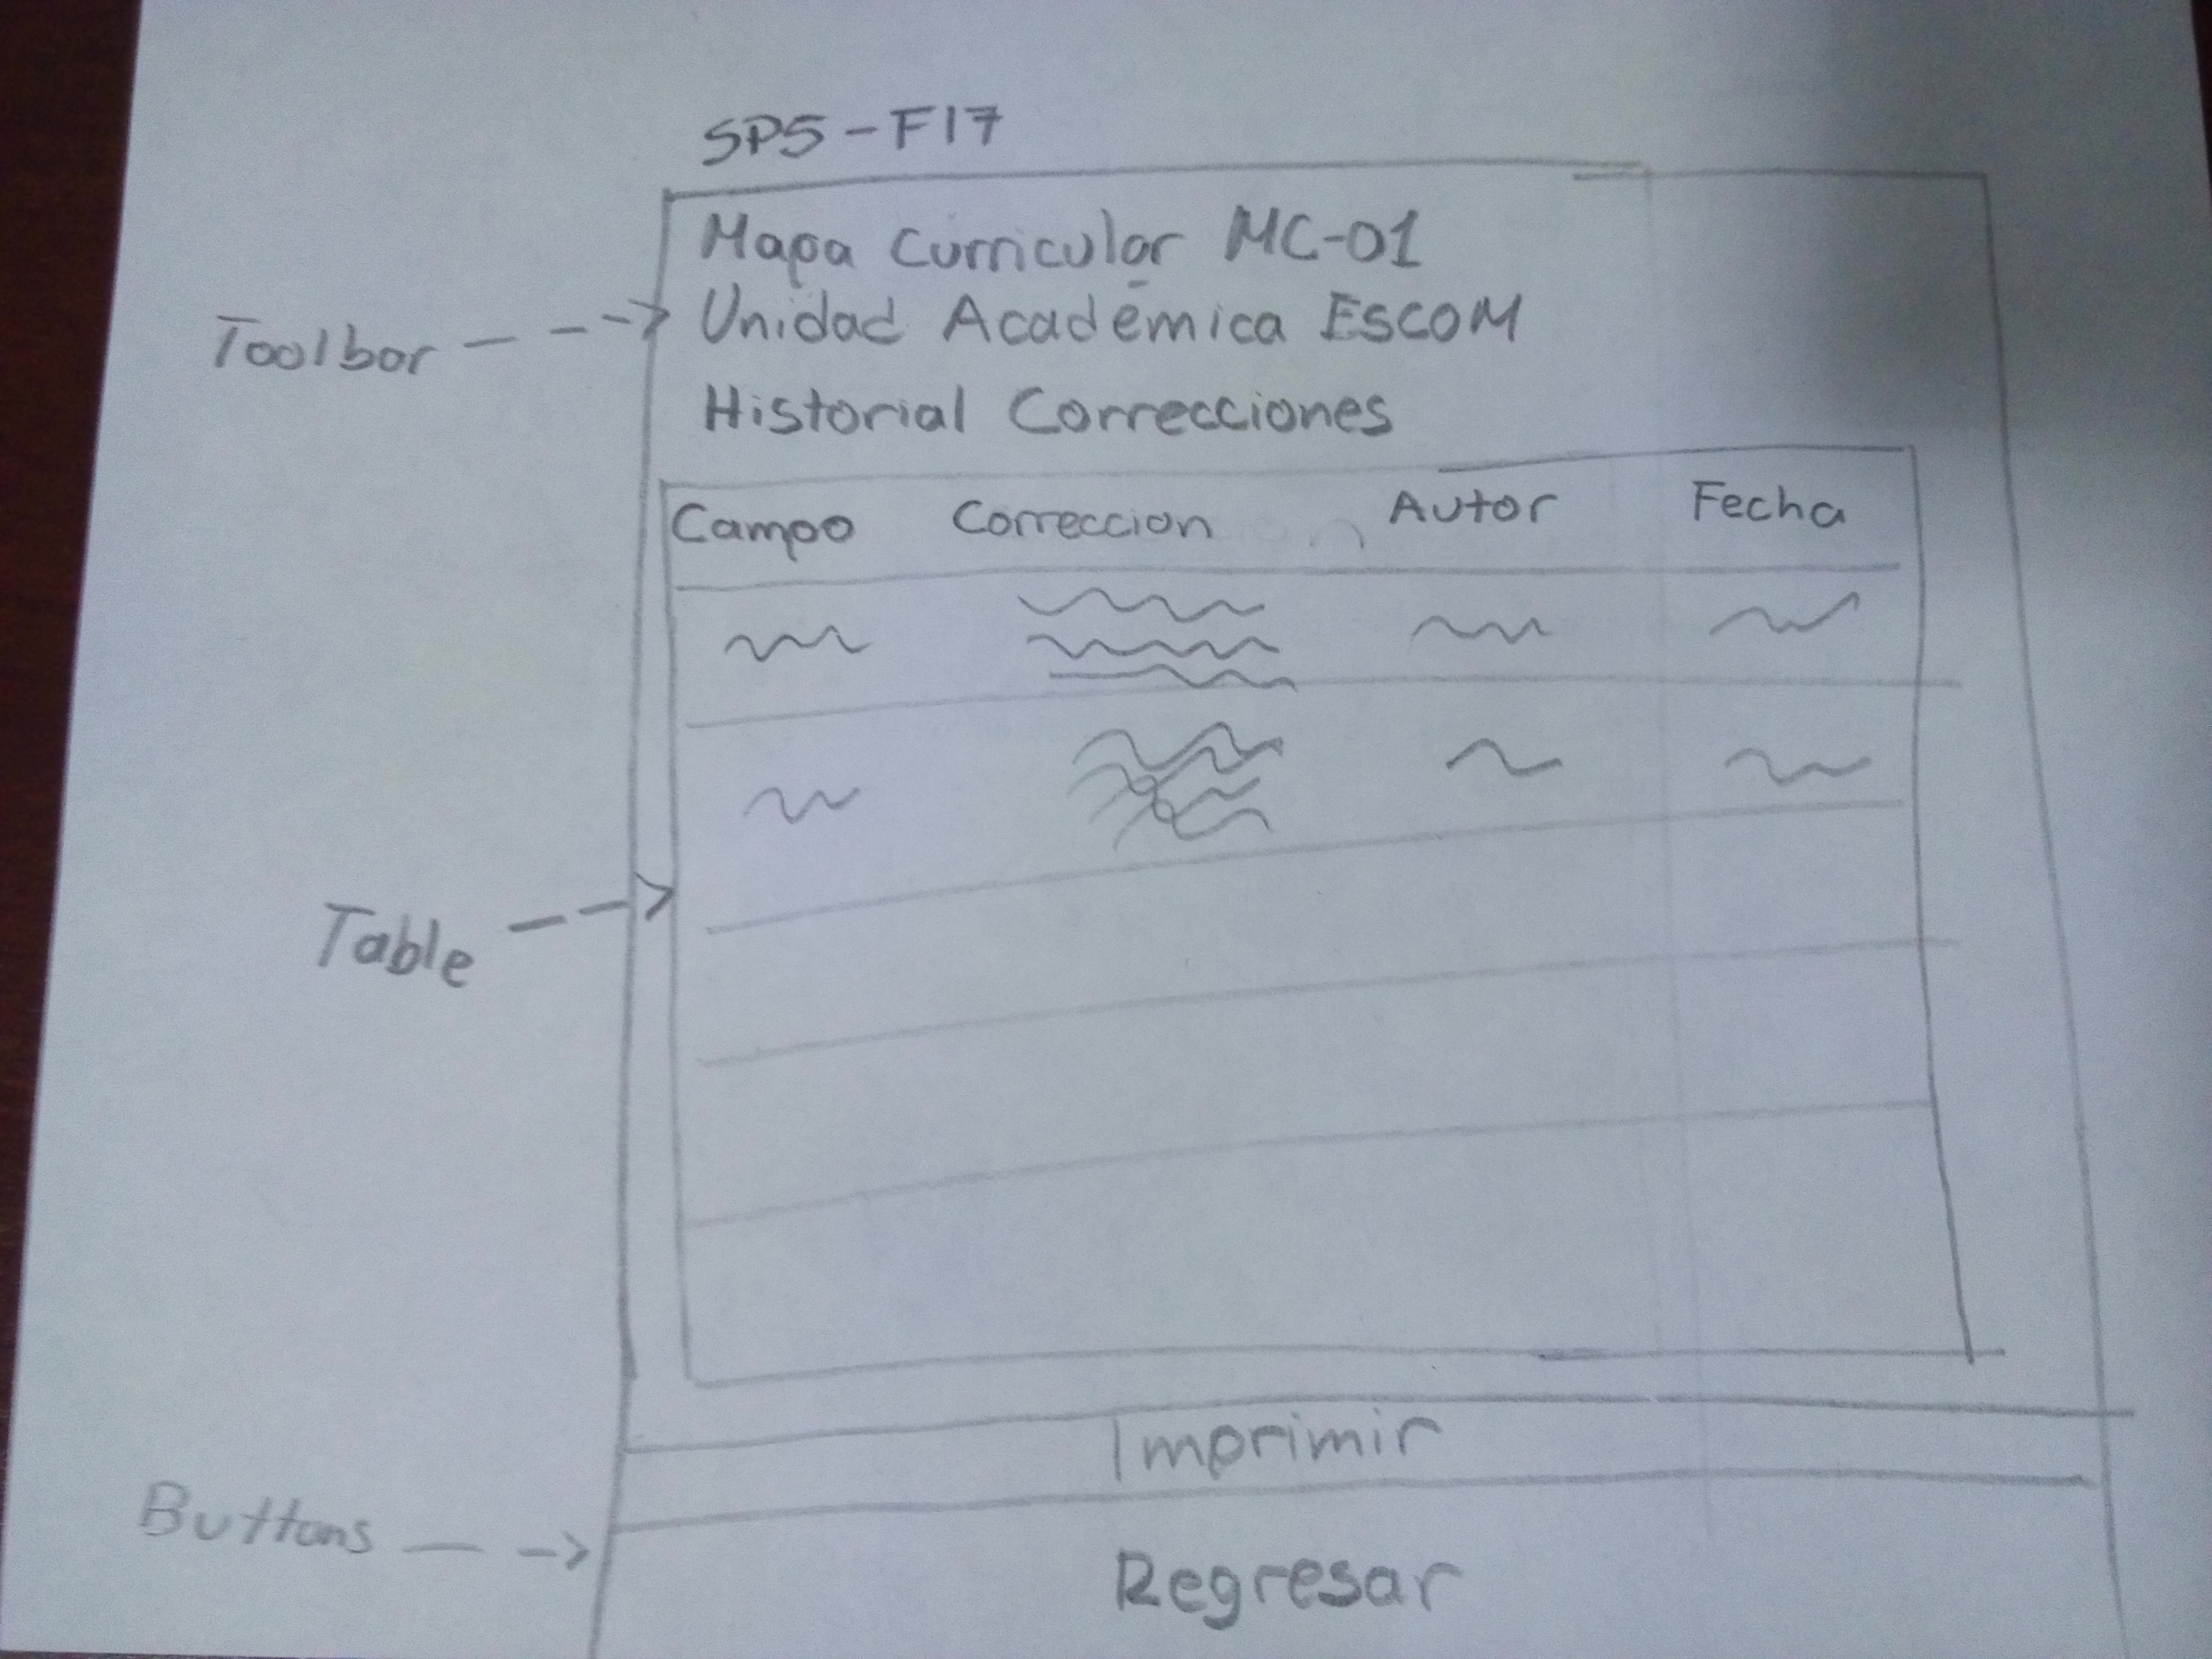 SP5-F17
Mapa Curricular MC-01
Toolbar Unidad Académica ESCOM
Historial Correcciones
Campo Correccion Autor Fecha
Table
Imprimir
Buttons
Regresar